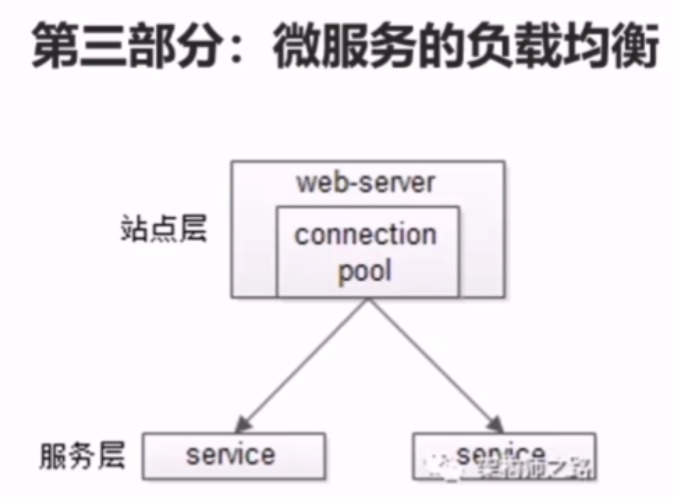 第三部分：微服务的负载均衡
web-server
站点层
connection
pool
服务层
service
service
架构师之路